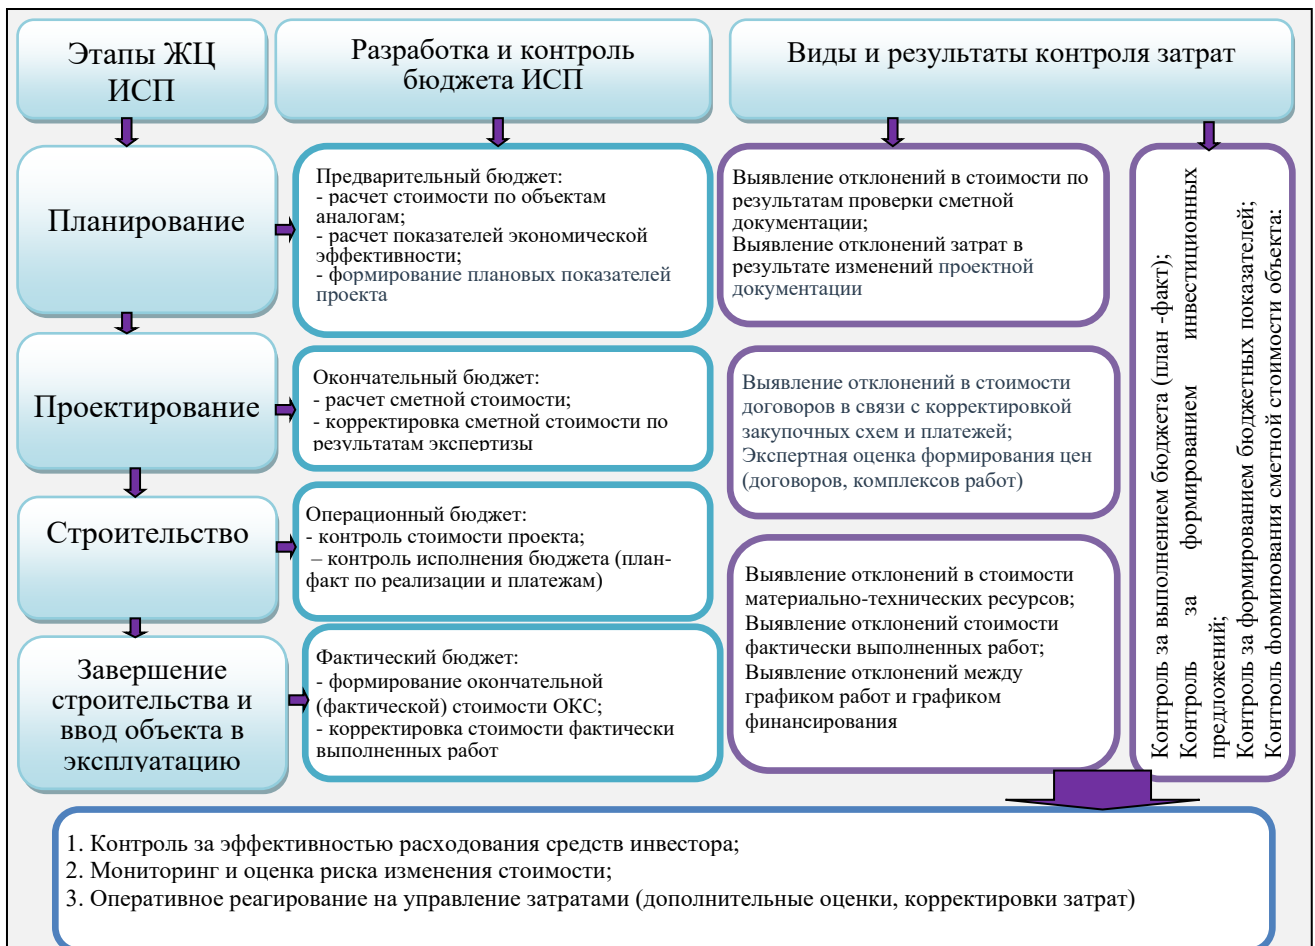 Этапы ЖЦ
ИСП
Разработка и контроль
бюджета ИСП
Виды и результаты контроля затрат
Планирование
Предварительный бюджет:
- расчет стоимости по объектам
аналогам;
- расчет показателей экономической
эффективности;
- формирование плановых показателей
проекта
Выявление отклонений в стоимости по
результатам проверки сметной
документации;
Выявление отклонений затрат в
результате изменений проектной
документации
Проектирование
Окончательный бюджет:
- расчет сметной стоимости;
- корректировка сметной стоимости по
результатам экспертизы
Выявление отклонений в стоимости
договоров в связи с корректировкой
закупочных схем и платежей;
Экспертная оценка формирования цен
(договоров, комплексов работ)
Строительство
Операционный бюджет:
- контроль стоимости проекта;
– контроль исполнения бюджета (план-
факт по реализации и платежам)
Выявление отклонений в стоимости
материально-технических ресурсов;
Выявление отклонений стоимости
фактически выполненных работ;
Выявление отклонений между
графиком работ и графиком
финансирования
Завершение
строительства и
ввод объекта в
эксплуатацию
Фактический бюджет:
- формирование окончательной
(фактической) стоимости ОКС;
- корректировка стоимости фактически
выполненных работ
Контроль за выполнением бюджета (план -факт);
Контроль за формированием инвестиционных
предложений;
Контроль за формированием бюджетных показателей;
Контроль формирования сметной стоимости объекта:
1. Контроль за эффективностью расходования средств инвестора;
2. Мониторинг и оценка риска изменения стоимости;
3. Оперативное реагирование на управление затратами (дополнительные оценки, корректировки затрат)